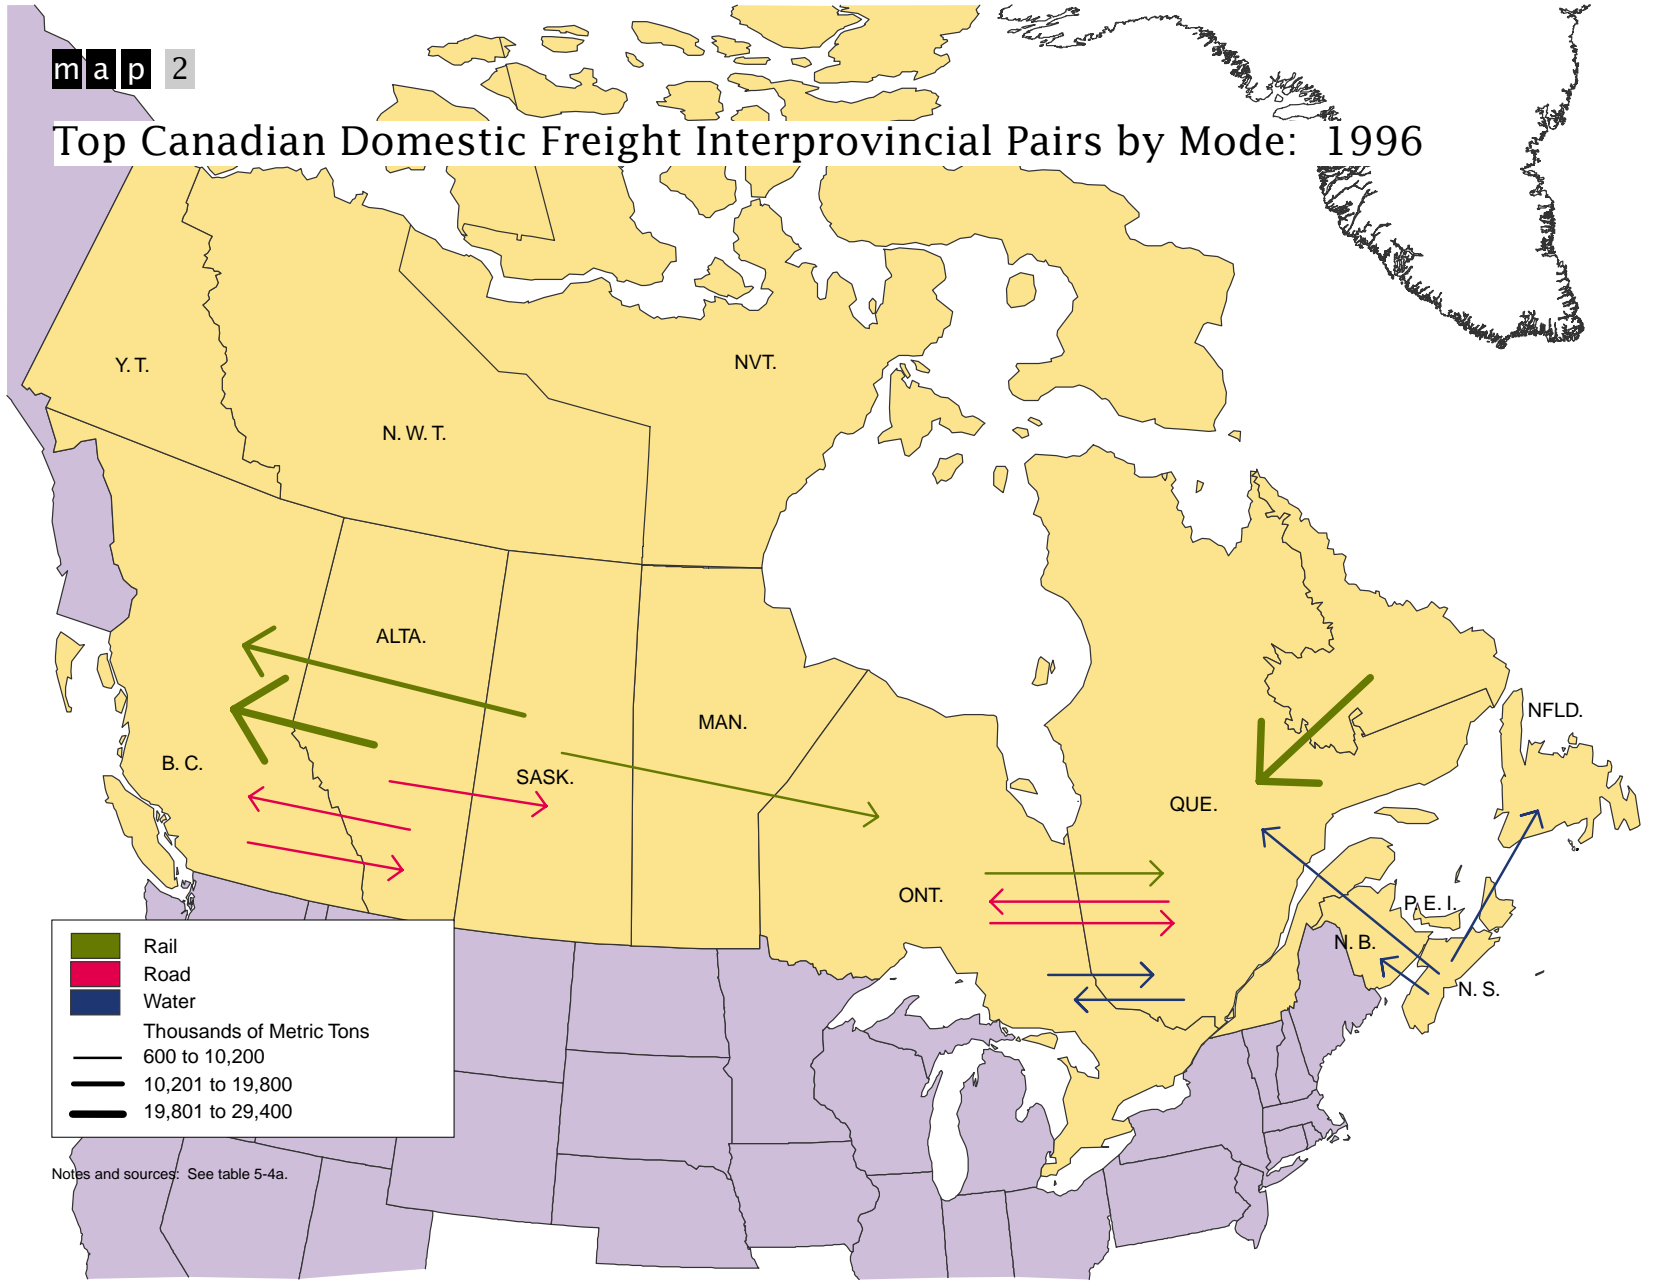 map 2
Top Canadian Domestic Freight Interprovincial Pairs by Mode: 1996
Y. T.
NVT.
N. W. T.
ALTA.
MAN.
NFLD.
B. C.
SASK.
QUE.
ONT.
P. E. I.
N. B.
N. S.
Rail
Road
Water
Thousands of Metric Tons
600 to 10,200
10,201 to 19,800
19,801 to 29,400
Notes and sources: See table 5-4a.